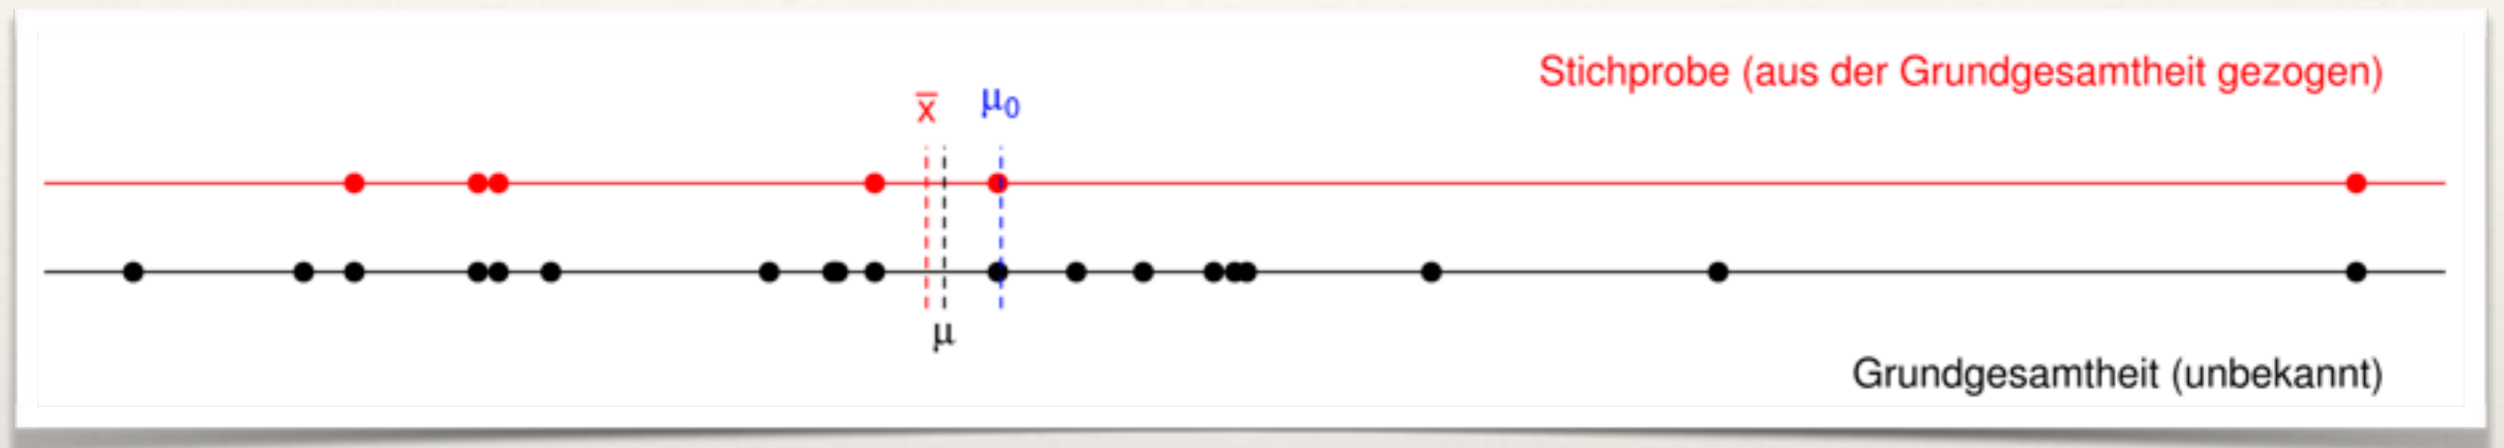 Stichprobe (aus der Grundgesamtheit gezogen)
x̅ μ₀
μ
Grundgesamtheit (unbekannt)